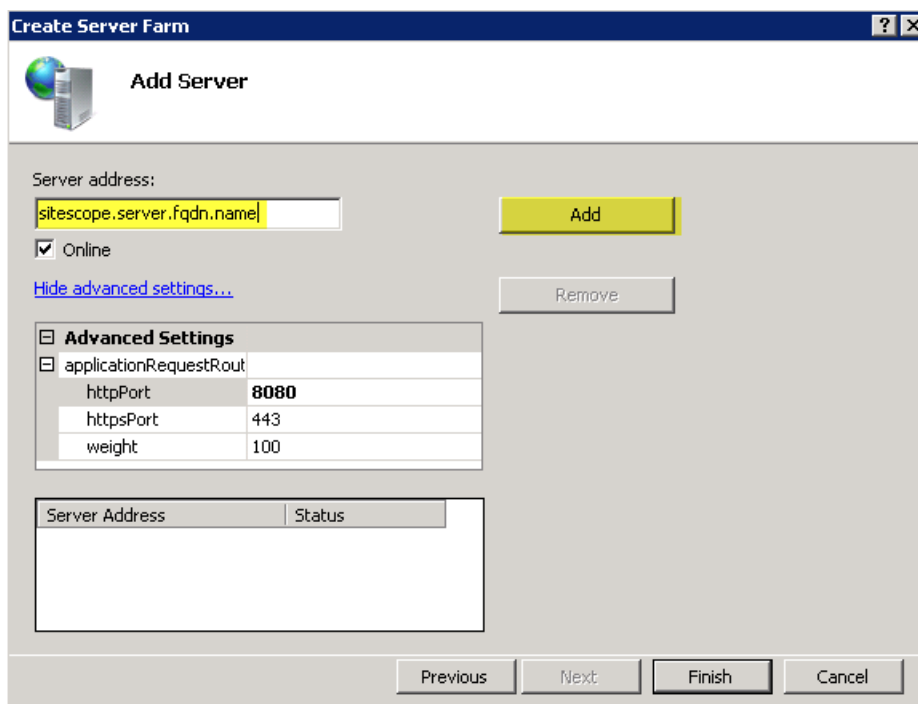 Create Server Farm
Add Server
Server address:
sitescope.server.fqdn.name
Add
Online
Hide advanced settings...
Remove
Advanced Settings
applicationRequestRout
httpPort 8080
httpsPort 443
weight 100
Server Address Status
Previous Next Finish Cancel